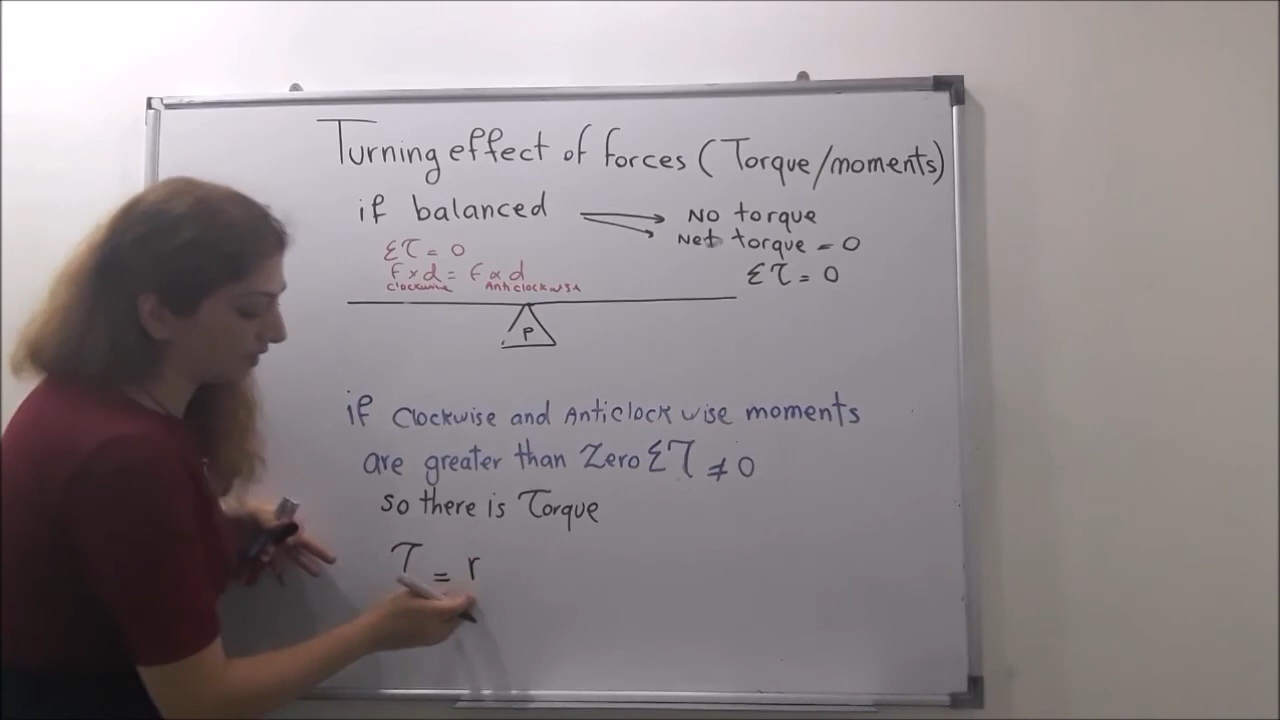 Turning effect of forces (Torque/moments)
if balanced
No torque
Net torque = 0
Στ = 0
Στ = 0
F x d = F x d
Clockwise Anticlockwise
P
if Clockwise and Anticlockwise moments
are greater than Zero Στ ≠ 0
so there is Torque
τ = r